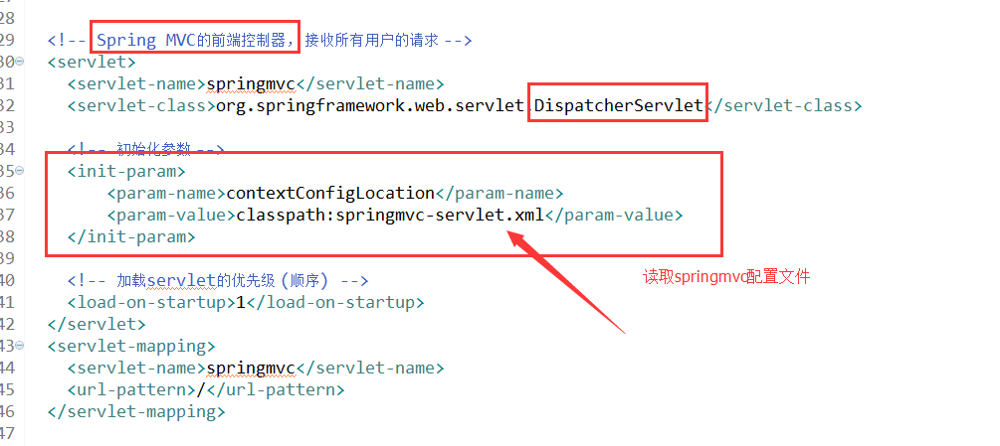 28
29 <!-- Spring MVC的前端控制器，接收所有用户的请求 -->
30 <servlet>
31 <servlet-name>springmvc</servlet-name>
32 <servlet-class>org.springframework.web.servlet.DispatcherServlet</servlet-class>
33
34 <!-- 初始化参数 -->
35 <init-param>
36 <param-name>contextConfigLocation</param-name>
37 <param-value>classpath:springmvc-servlet.xml</param-value>
38 </init-param>
39
读取springmvc配置文件
40 <!-- 加载servlet的优先级（顺序） -->
41 <load-on-startup>1</load-on-startup>
42 </servlet>
43 <servlet-mapping>
44 <servlet-name>springmvc</servlet-name>
45 <url-pattern>/</url-pattern>
46 </servlet-mapping>
47